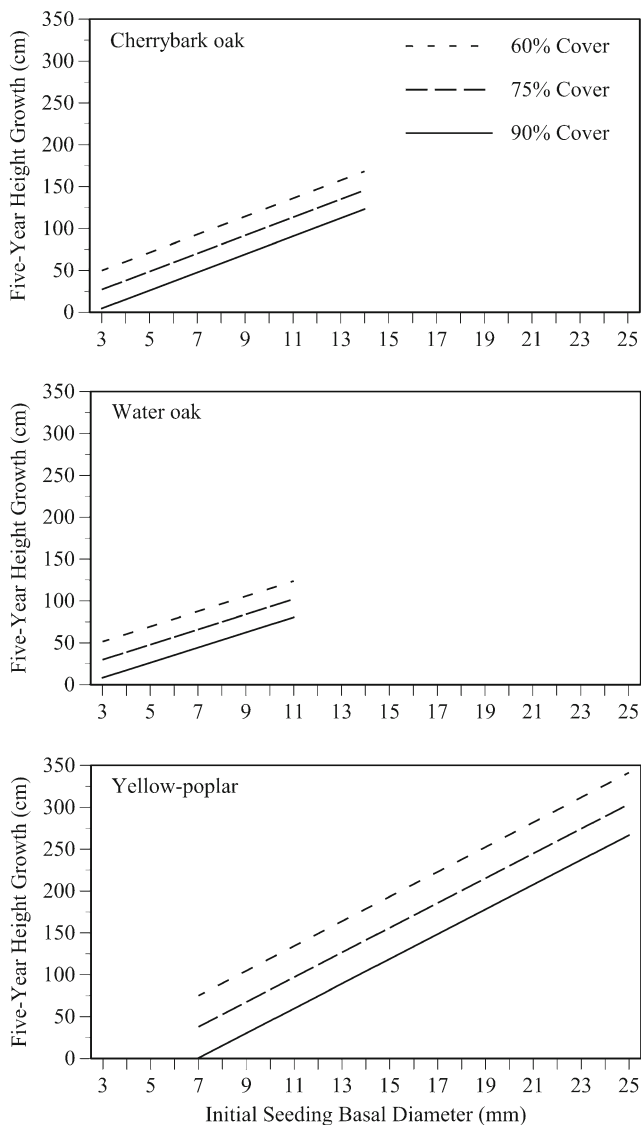 350
Cherrybark oak
60% Cover
300
75% Cover
250
90% Cover
200
150
100
50
0
Five-Year Height Growth (cm)
3 5 7 9 11 13 15 17 19 21 23 25
350
Water oak
300
250
200
150
100
50
0
Five-Year Height Growth (cm)
3 5 7 9 11 13 15 17 19 21 23 25
350
Yellow-poplar
300
250
200
150
100
50
0
Five-Year Height Growth (cm)
3 5 7 9 11 13 15 17 19 21 23 25
Initial Seeding Basal Diameter (mm)